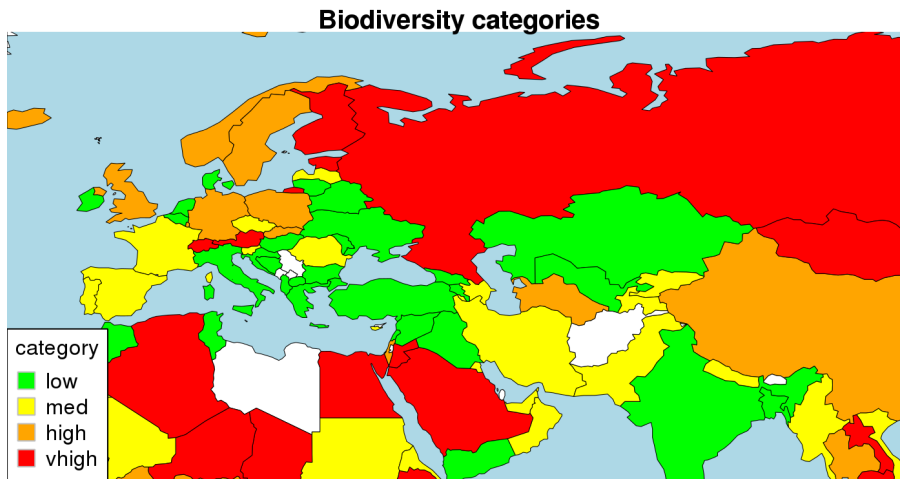 Biodiversity categories
category
low
med
high
vhigh